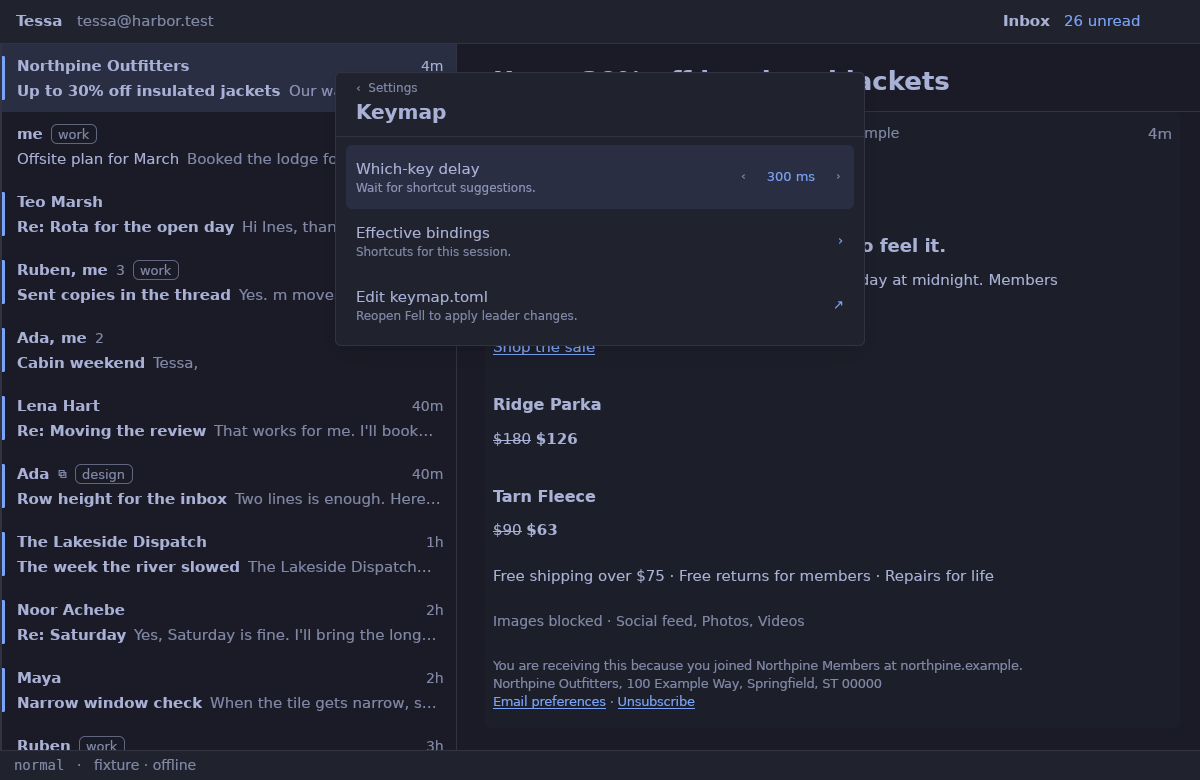 Tessa tessa@harbor.test Inbox 26 unread
Northpine Outfitters 4m
Up to 30% off insulated jackets Our
me work
Offsite plan for March Booked the lodge
Teo Marsh
Re: Rota for the open day Hi Ines,
Ruben, me 3 work
Sent copies in the thread Yes. m move
Ada, me 2
Cabin weekend Tessa,
Lena Hart 40m
Re: Moving the review That works for me. I'll book…
Ada design 40m
Row height for the inbox Two lines is enough. Here…
The Lakeside Dispatch 1h
The week the river slowed The Lakeside Dispatch…
Noor Achebe 2h
Re: Saturday Yes, Saturday is fine. I'll bring the long…
Maya 2h
Narrow window check When the tile gets narrow, s…
Ruben work 3h
‹ Settings
Keymap
Which-key delay ‹ 300 ms ›
Wait for shortcut suggestions.
Effective bindings ›
Shortcuts for this session.
Edit keymap.toml ↗
Reopen Fell to apply leader changes.
4m
feel it.
at midnight. Members
Shop the sale
Ridge Parka
$180 $126
Tarn Fleece
$90 $63
Free shipping over $75 · Free returns for members · Repairs for life
Images blocked · Social feed, Photos, Videos
You are receiving this because you joined Northpine Members at northpine.example.
Northpine Outfitters, 100 Example Way, Springfield, ST 00000
Email preferences · Unsubscribe
normal · fixture · offline